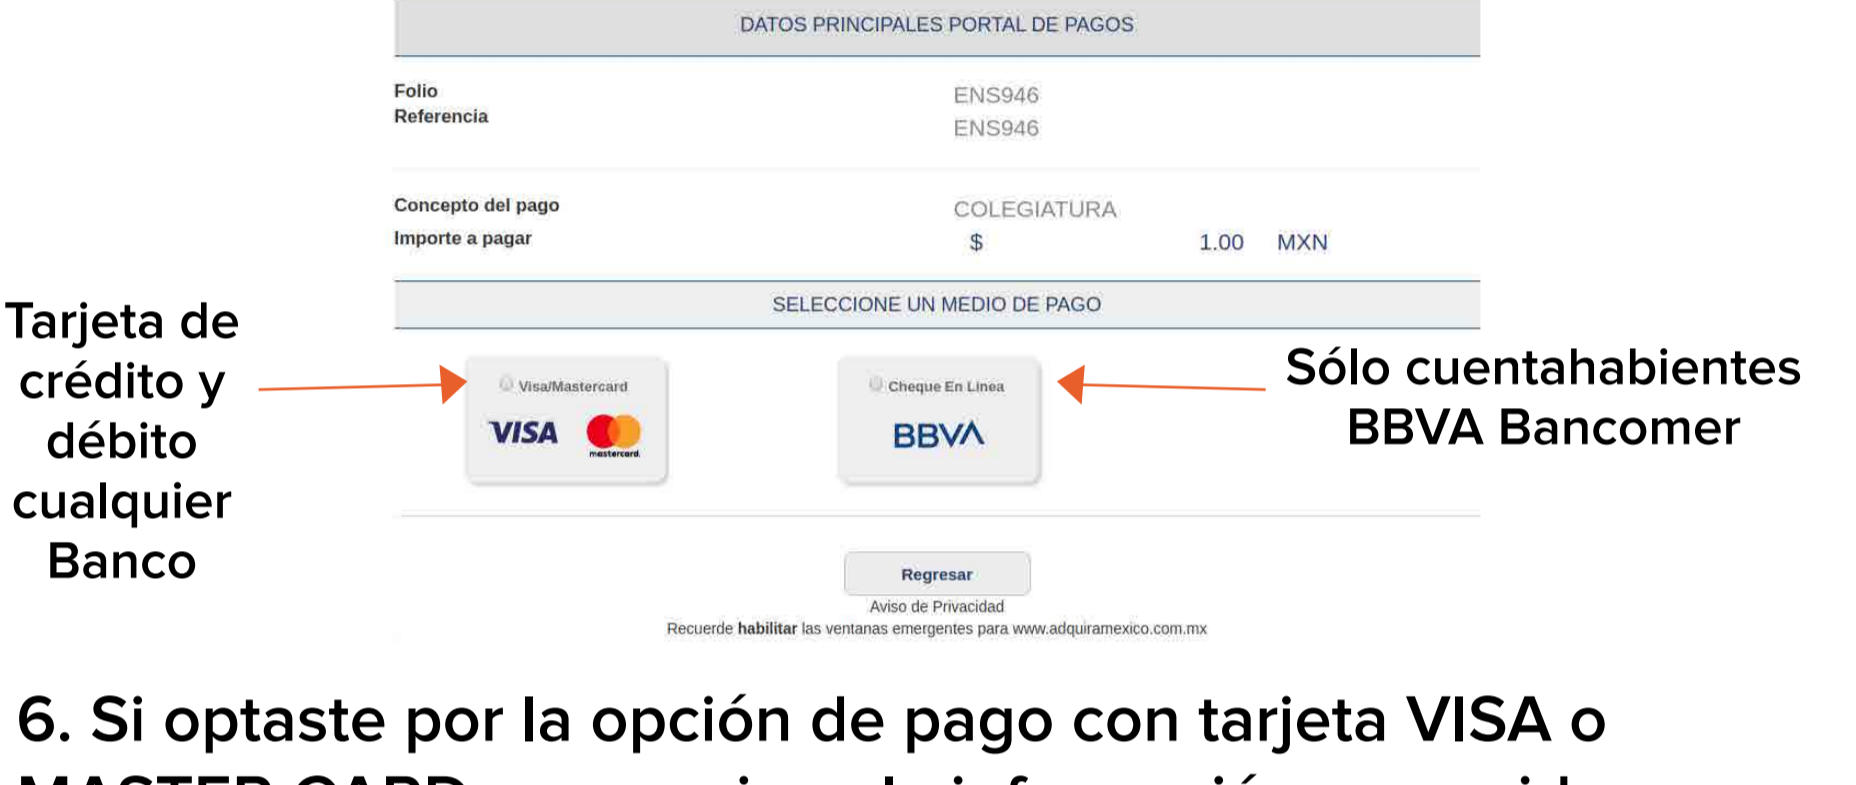 DATOS PRINCIPALES PORTAL DE PAGOS
Folio
ENS946
Referencia
ENS946
Concepto del pago
COLEGIATURA
Importe a pagar
$ 1.00 MXN
SELECCIONE UN MEDIO DE PAGO
Tarjeta de
crédito y
débito
cualquier
Banco
Visa/Mastercard
VISA
mastercard.
Cheque En Linea
BBVA
Sólo cuentahabientes
BBVA Bancomer
Regresar
Aviso de Privacidad
Recuerde habilitar las ventanas emergentes para www.adquiramexico.com.mx
6. Si optaste por la opción de pago con tarjeta VISA o
MASTER CARD